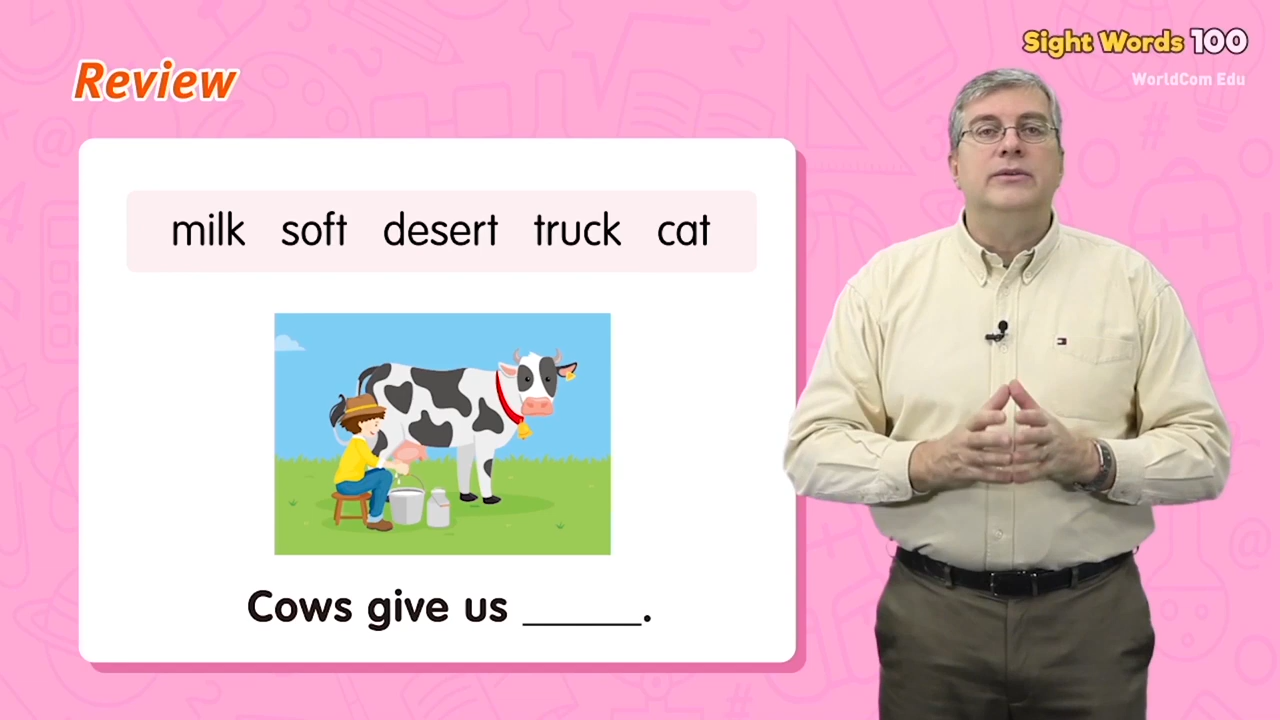 Review
Sight Words 100
WorldCom Edu
milk soft desert truck cat
Cows give us ______.